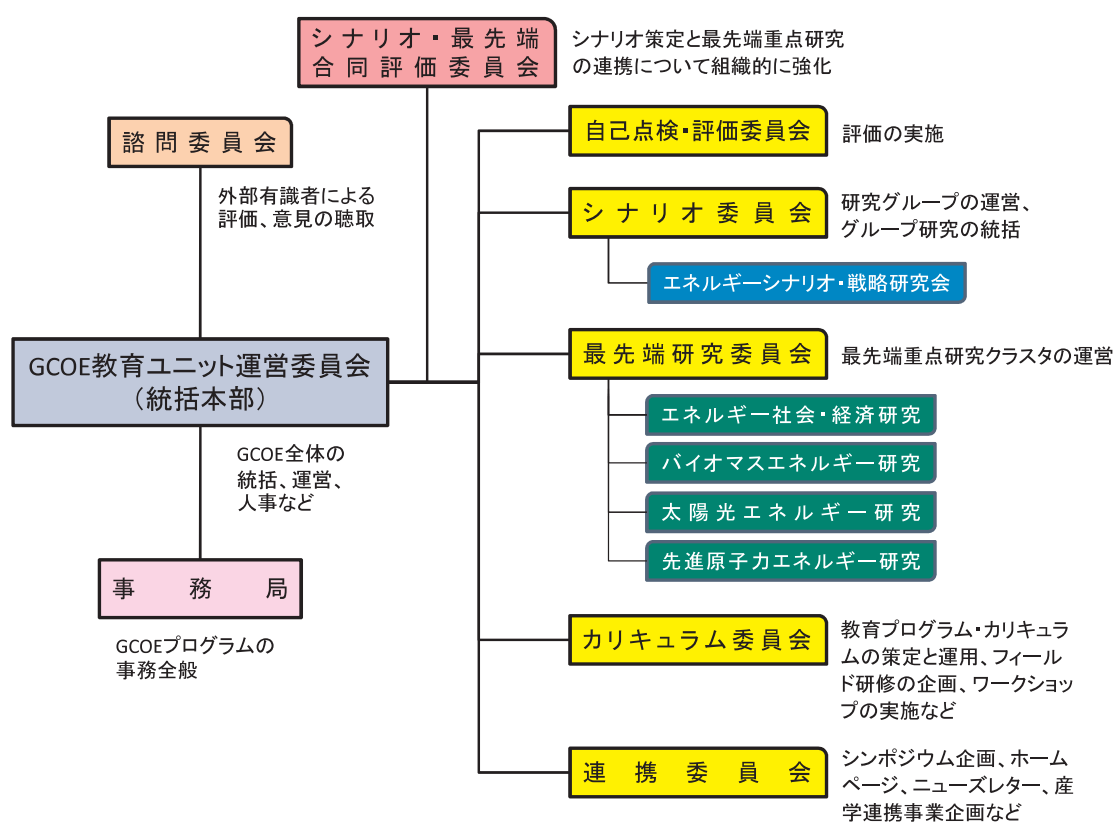 シナリオ・最先端
合同評価委員会
シナリオ策定と最先端重点研究
の連携について組織的に強化
諮問委員会
外部有識者による
評価、意見の聴取
GCOE教育ユニット運営委員会
（統括本部）
GCOE全体の
統括、運営、
人事など
事務局
GCOEプログラムの
事務全般
自己点検・評価委員会
評価の実施
シナリオ委員会
研究グループの運営、
グループ研究の統括
エネルギーシナリオ・戦略研究会
最先端研究委員会
最先端重点研究クラスタの運営
エネルギー社会・経済研究
バイオマスエネルギー研究
太陽光エネルギー研究
先進原子力エネルギー研究
カリキュラム委員会
教育プログラム・カリキュラ
ムの策定と運用、フィール
ド研修の企画、ワークショッ
プの実施など
連携委員会
シンポジウム企画、ホーム
ページ、ニューズレター、産
学連携事業企画など